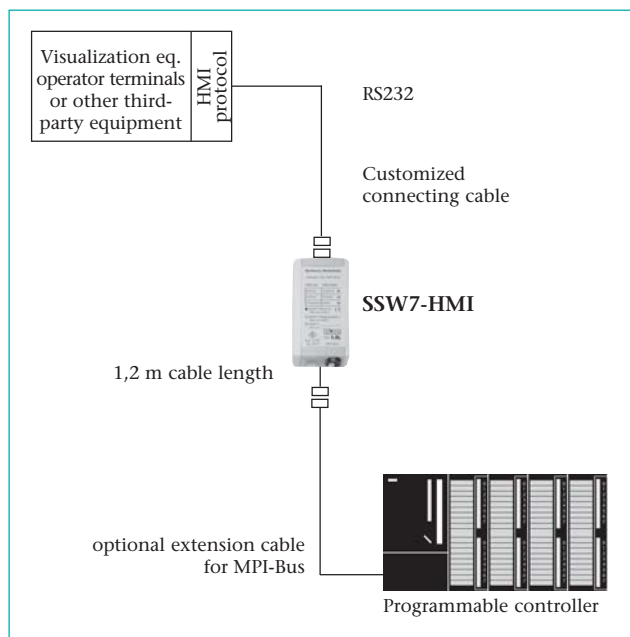 Visualization eq.
operator terminals
or other third-
party equipment
HMI
protocol
RS232
Customized
connecting cable
SSW7-HMI
1,2 m cable length
optional extension cable
for MPI-Bus
Programmable controller